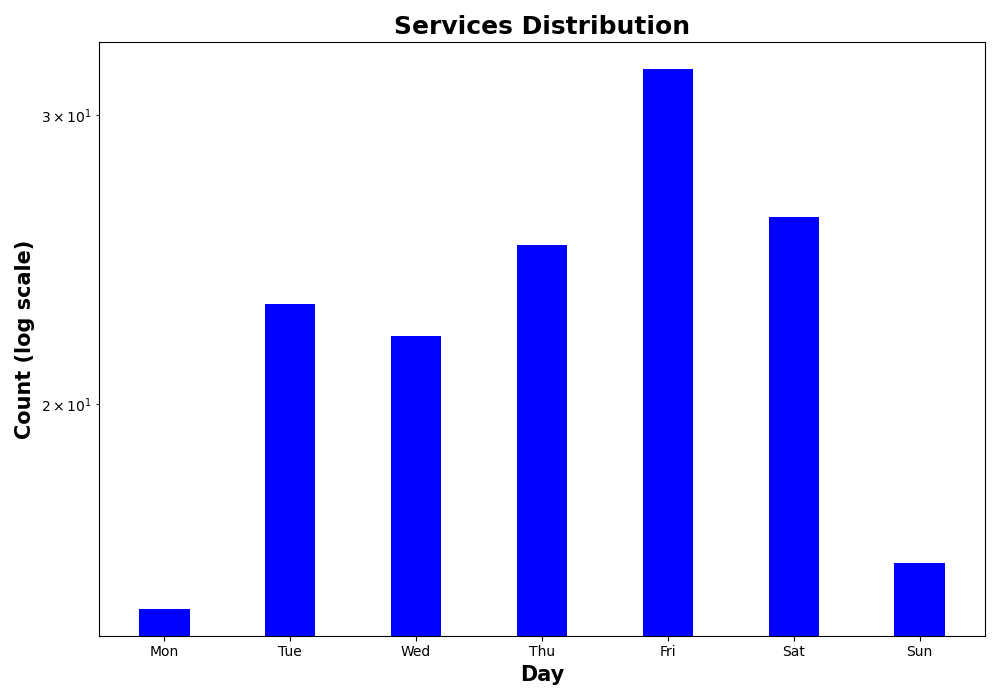 Services Distribution
Count (log scale)
3 × 10¹
2 × 10¹
Mon Tue Wed Thu Fri Sat Sun
Day